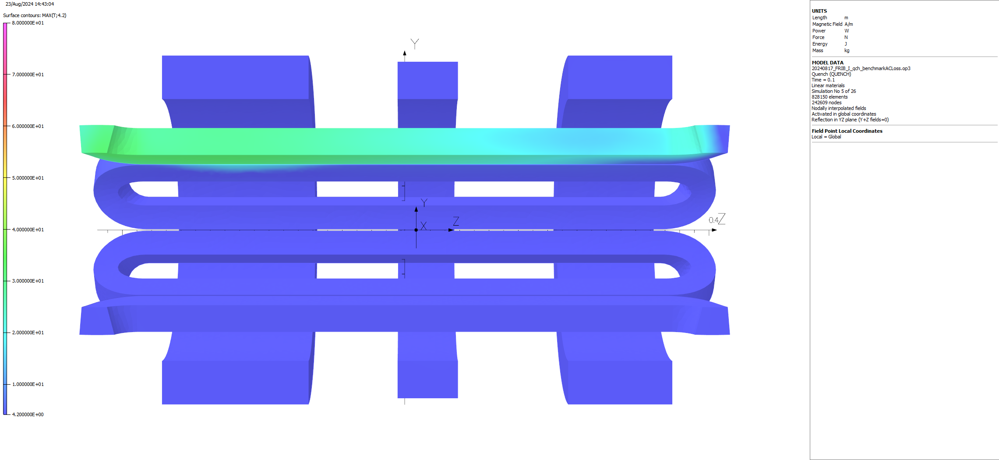 23/Aug/2024 14:43:04
Surface contours: MAX(T;4.2)
8.000000E+01
7.000000E+01
6.000000E+01
5.000000E+01
4.000000E+01
3.000000E+01
2.000000E+01
1.000000E+01
4.200000E+00
Y
Y
Z
X
0.4
Z
UNITS
Length m
Magnetic Field A/m
Power W
Force N
Energy J
Mass kg
MODEL DATA
20240817_FRIB_I_qch_benchmarkACLoss.op3
Quench (QUENCH)
Time = 0.1
Linear materials
Simulation No 5 of 26
828150 elements
242609 nodes
Nodally interpolated fields
Activated in global coordinates
Reflection in YZ plane (Y+Z fields=0)
Field Point Local Coordinates
Local = Global